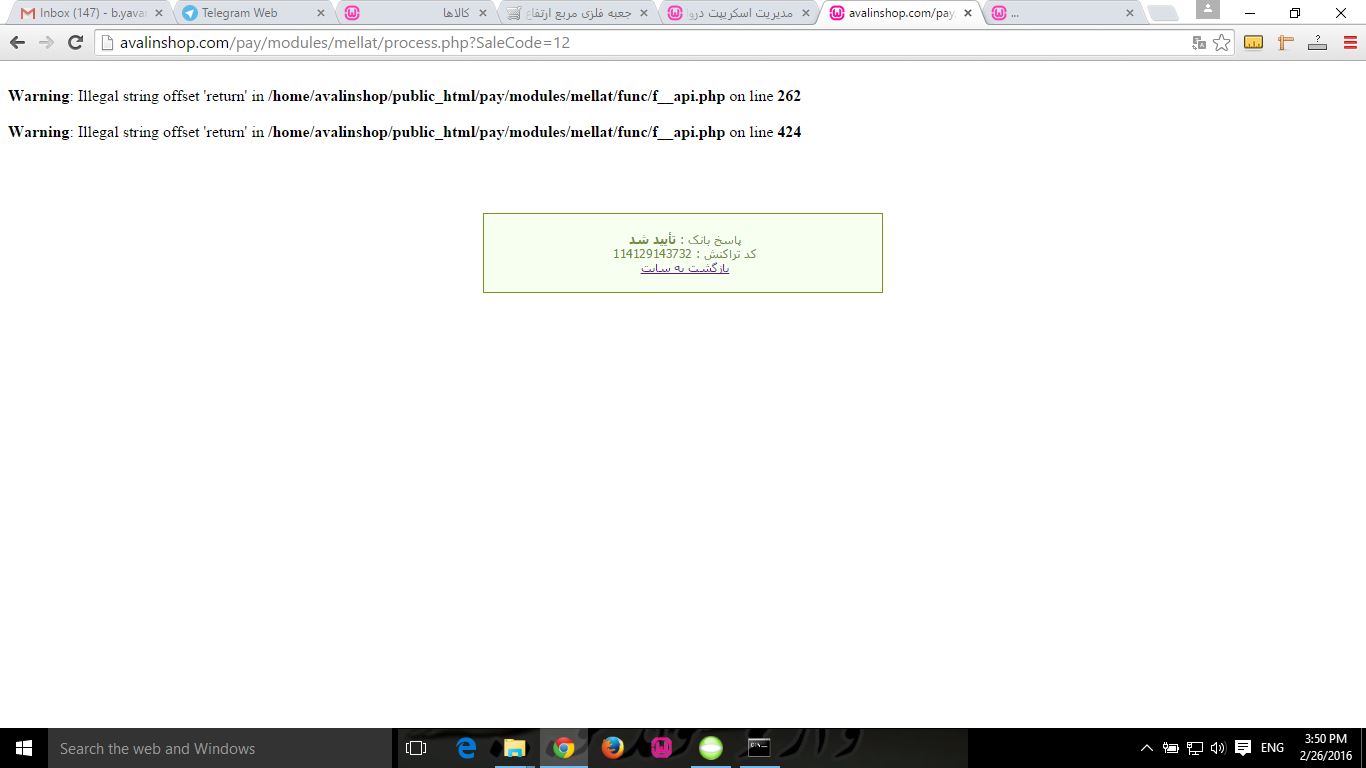 Inbox (147) - b.yavar
Telegram Web
کالاها
جعبه فلزی مربع ارتفاع
مدیریت اسکریپت دروا
avalinshop.com/pay
...
avalinshop.com/pay/modules/mellat/process.php?SaleCode=12
Warning: Illegal string offset 'return' in /home/avalinshop/public_html/pay/modules/mellat/func/f__api.php on line 262
Warning: Illegal string offset 'return' in /home/avalinshop/public_html/pay/modules/mellat/func/f__api.php on line 424
پاسخ بانک : تأیید شد
کد تراکنش : 114129143732
بازگشت به سایت
Search the web and Windows
ENG
3:50 PM
2/26/2016